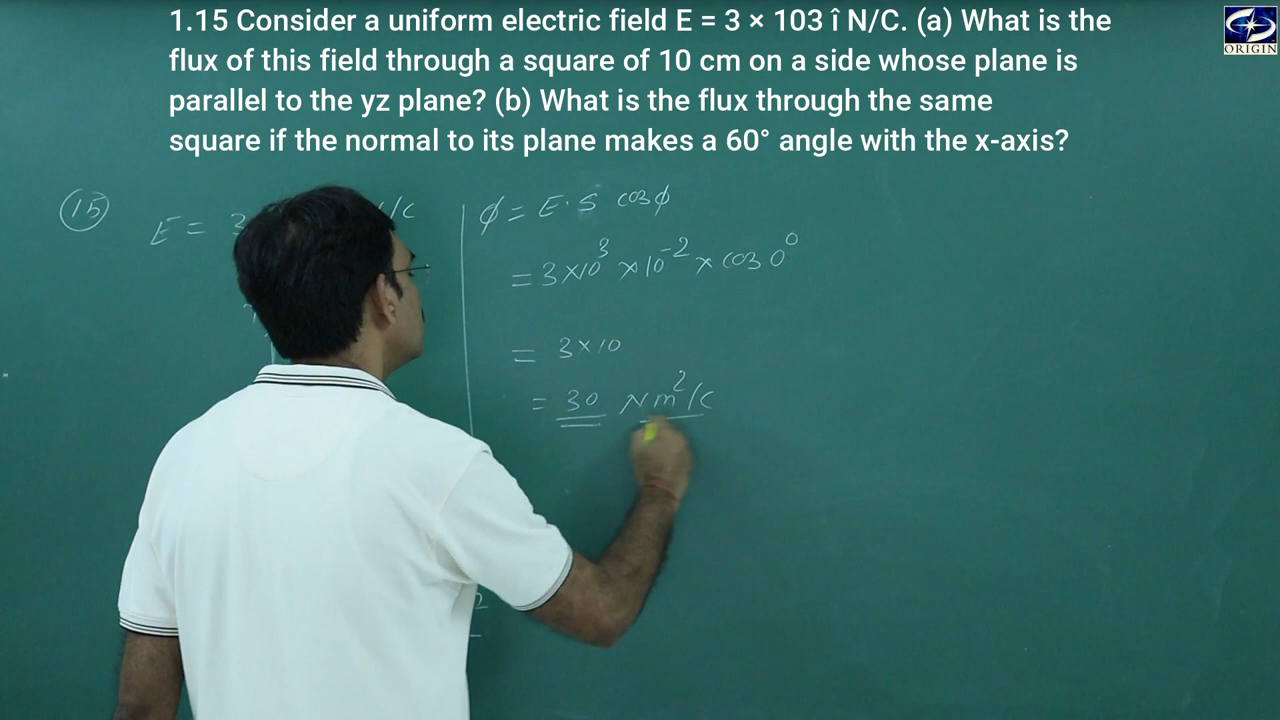 1.15 Consider a uniform electric field E = 3 × 103 î N/C. (a) What is the
flux of this field through a square of 10 cm on a side whose plane is
parallel to the yz plane? (b) What is the flux through the same
square if the normal to its plane makes a 60° angle with the x-axis?
ORIGIN
15
E = 3 /C
ϕ = E·S cosϕ
= 3×10³ ×10⁻² × cos 0⁰
= 3×10
= 30 Nm²/C
2